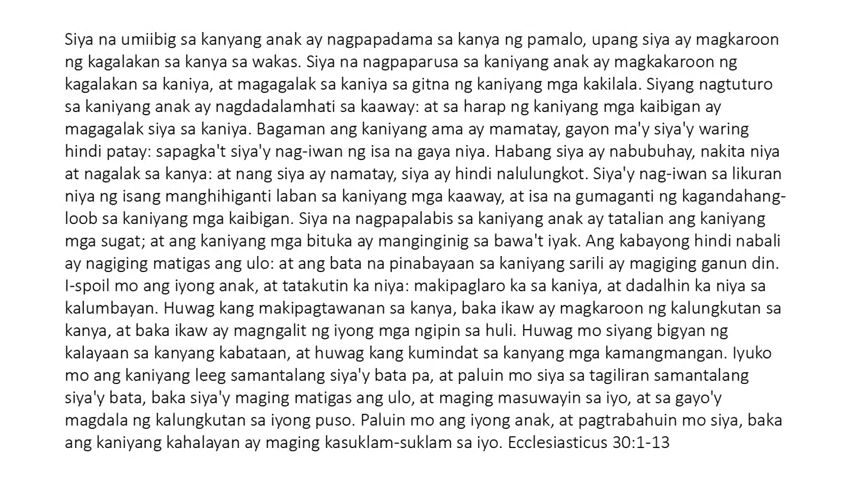 Siya na umiibig sa kanyang anak ay nagpapadama sa kanya ng pamalo, upang siya ay magkaroon
ng kagalakan sa kanya sa wakas. Siya na nagpaparusa sa kaniyang anak ay magkakaroon ng
kagalakan sa kaniya, at magagalak sa kaniya sa gitna ng kaniyang mga kakilala. Siyang nagtuturo
sa kaniyang anak ay nagdadalamhati sa kaaway: at sa harap ng kaniyang mga kaibigan ay
magagalak siya sa kaniya. Bagaman ang kaniyang ama ay mamatay, gayon ma'y siya'y waring
hindi patay: sapagka't siya'y nag-iwan ng isa na gaya niya. Habang siya ay nabubuhay, nakita niya
at nagalak sa kanya: at nang siya ay namatay, siya ay hindi nalulungkot. Siya'y nag-iwan sa likuran
niya ng isang manghihiganti laban sa kaniyang mga kaaway, at isa na gumaganti ng kagandahang-
loob sa kaniyang mga kaibigan. Siya na nagpapalabis sa kaniyang anak ay tatalian ang kaniyang
mga sugat; at ang kaniyang mga bituka ay manginginig sa bawa't iyak. Ang kabayong hindi nabali
ay nagiging matigas ang ulo: at ang bata na pinabayaan sa kaniyang sarili ay magiging ganun din.
I-spoil mo ang iyong anak, at tatakutin ka niya: makipaglaro ka sa kaniya, at dadalhin ka niya sa
kalumbayan. Huwag kang makipagtawanan sa kanya, baka ikaw ay magkaroon ng kalungkutan sa
kanya, at baka ikaw ay magngalit ng iyong mga ngipin sa huli. Huwag mo siyang bigyan ng
kalayaan sa kanyang kabataan, at huwag kang kumindat sa kanyang mga kamangmangan. Iyuko
mo ang kaniyang leeg samantalang siya'y bata pa, at paluin mo siya sa tagiliran samantalang
siya'y bata, baka siya'y maging matigas ang ulo, at maging masuwayin sa iyo, at sa gayo'y
magdala ng kalungkutan sa iyong puso. Paluin mo ang iyong anak, at pagtrabahuin mo siya, baka
ang kaniyang kahalayan ay maging kasuklam-suklam sa iyo. Ecclesiasticus 30:1-13